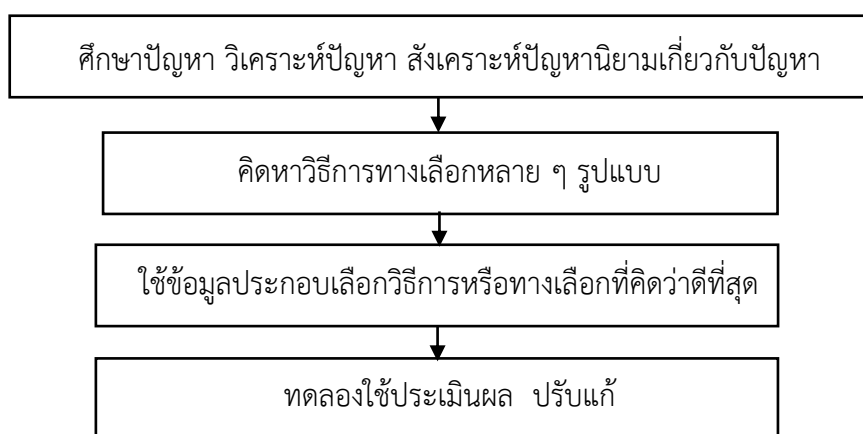 ศึกษาปัญหา วิเคราะห์ปัญหา สังเคราะห์ปัญหานิยามเกี่ยวกับปัญหา
คิดหาวิธีการทางเลือกหลาย ๆ รูปแบบ
ใช้ข้อมูลประกอบเลือกวิธีการหรือทางเลือกที่คิดว่าดีที่สุด
ทดลองใช้ประเมินผล ปรับแก้